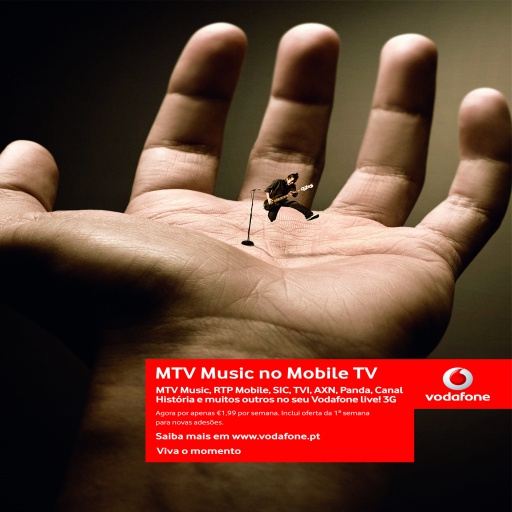 MTV Music no Mobile TV
MTV Music, RTP Mobile, SIC, TVI, AXN, Panda, Canal
História e muitos outros no seu Vodafone live! 3G
Agora por apenas €1,99 por semana. Inclui oferta da 1ª semana
para novas adesões.
Saiba mais em www.vodafone.pt
Viva o momento
vodafone